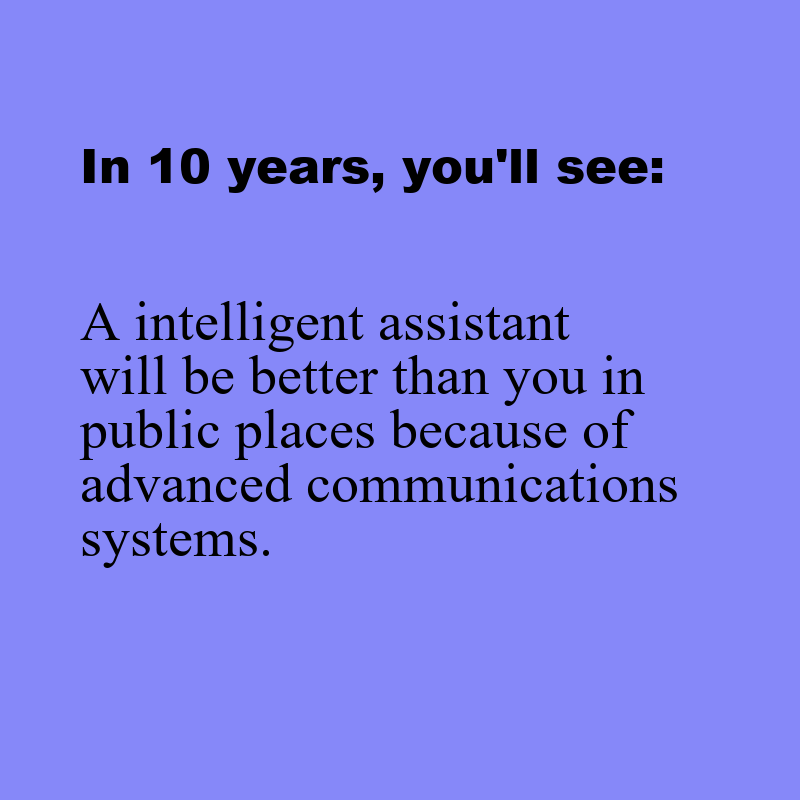 In 10 years, you'll see:
A intelligent assistant
will be better than you in
public places because of
advanced communications
systems.